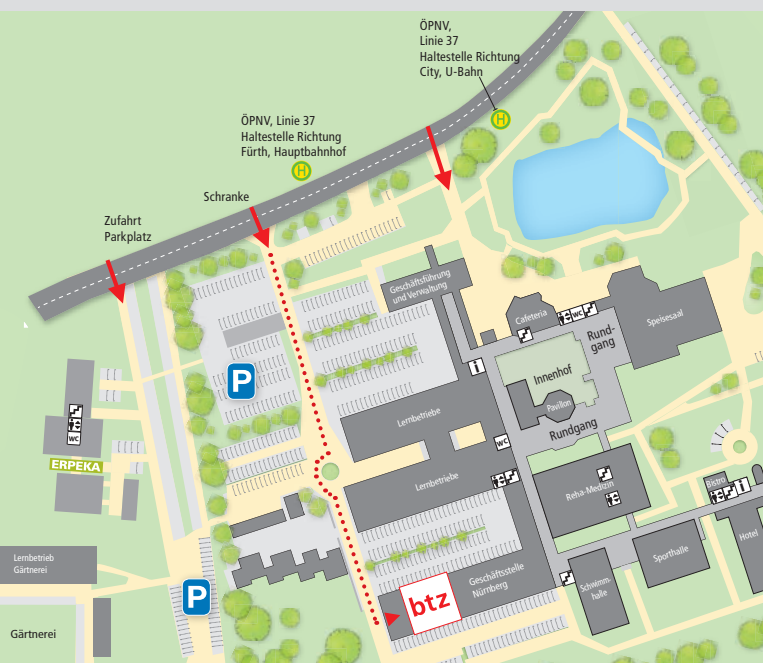 ÖPNV,
Linie 37
Haltestelle Richtung
City, U-Bahn
H
ÖPNV, Linie 37
Haltestelle Richtung
Fürth, Hauptbahnhof
H
Schranke
Zufahrt
Parkplatz
Geschäftsführung
und Verwaltung
Cafeteria
WC
Speisesaal
Rund-
gang
i
Innenhof
Pavillon
Rundgang
P
Lernbetriebe
WC
Lernbetriebe
WC
ERPEKA
Reha-Medizin
Bistro
i
Hotel
Sporthalle
Schwimm-
halle
Geschäftsstelle
Nürnberg
btz
Lernbetrieb
Gärtnerei
P
Gärtnerei